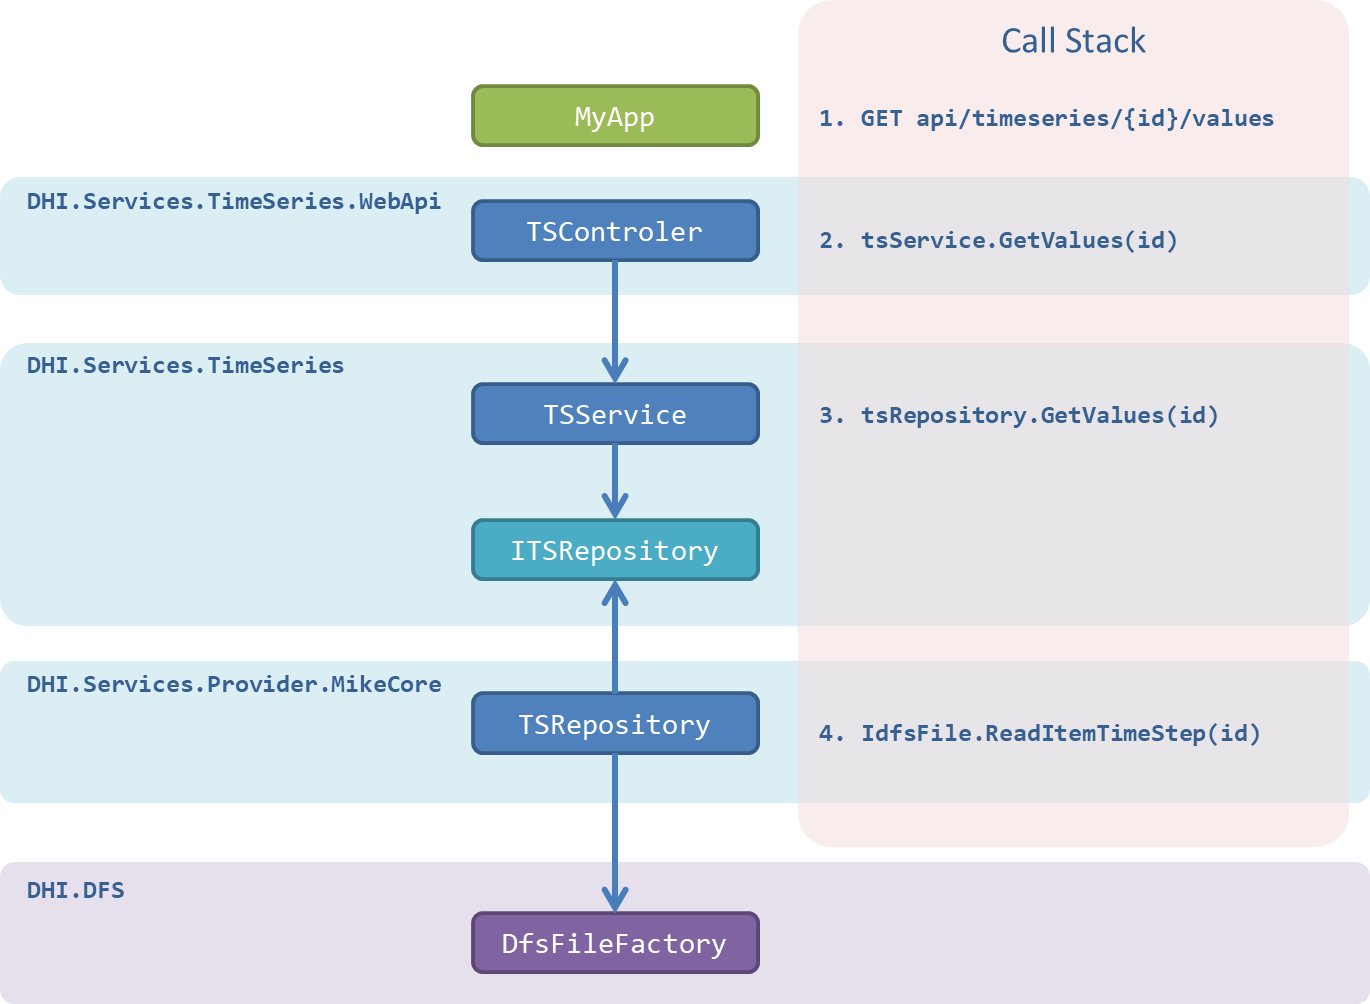 Call Stack
MyApp
1. GET api/timeseries/{id}/values
DHI.Services.TimeSeries.WebApi
TSControler
2. tsService.GetValues(id)
DHI.Services.TimeSeries
TSService
3. tsRepository.GetValues(id)
ITSRepository
DHI.Services.Provider.MikeCore
TSRepository
4. IdfsFile.ReadItemTimeStep(id)
DHI.DFS
DfsFileFactory